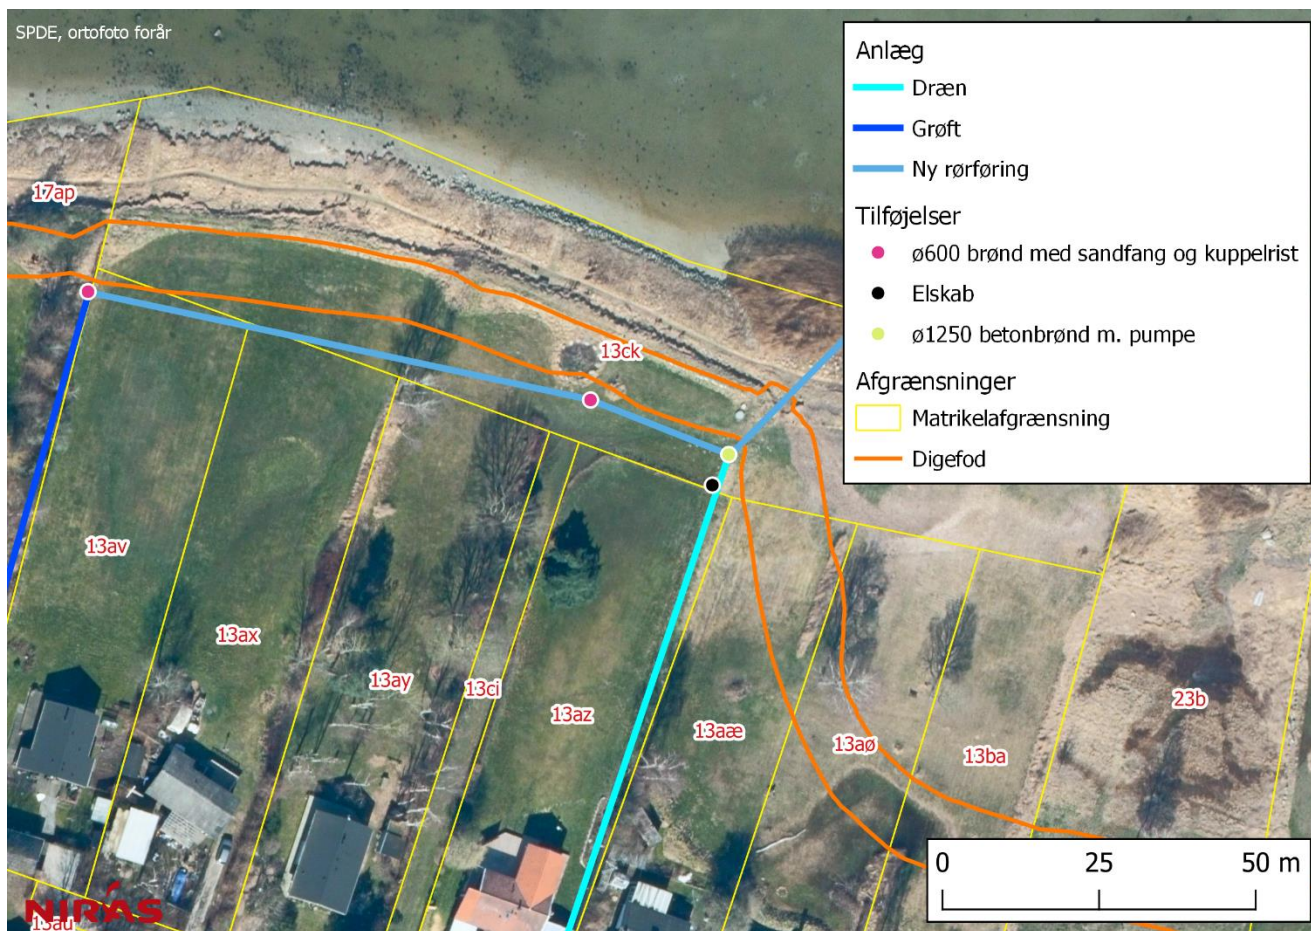 SPDE, ortofoto forår
Anlæg
Dræn
Grøft
Ny rørføring
Tilføjelser
ø600 brønd med sandfang og kuppelrist
Elskab
ø1250 betonbrønd m. pumpe
Afgrænsninger
Matrikelafgrænsning
Digefod
17ap
13ck
13av
13ax
13ay
13ci
13az
13aæ
13aø
13ba
23b
0 25 50 m
NIRAS
13au